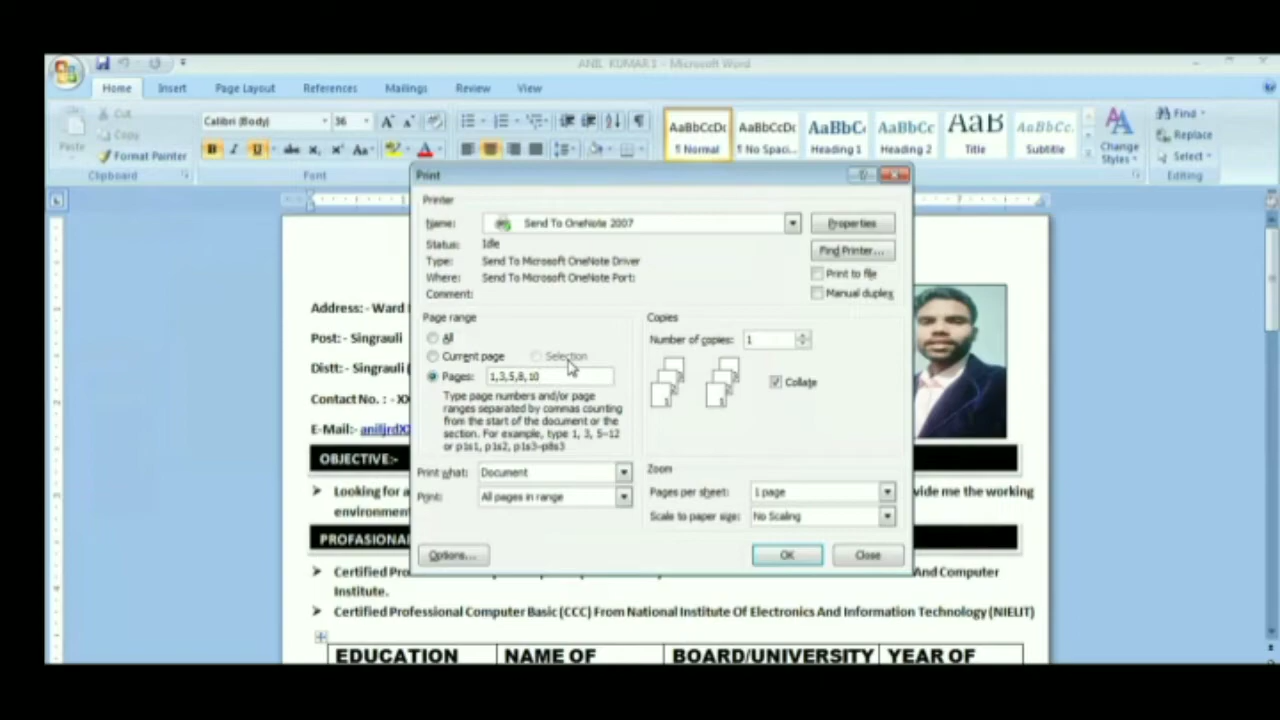 ANIL KUMAR 1 - Microsoft Word
Home Insert Page Layout References Mailings Review View
Cut
Copy
Paste
Format Painter
Clipboard
Calibri (Body) 36
Font
AaBbCcDc AaBbCcDc AaBbC AaBbCc AaB AaBbCc.
¶ Normal ¶ No Spaci... Heading 1 Heading 2 Title Subtitle
Change Styles
Find
Replace
Select
Editing
Print
Printer
Name: Send To OneNote 2007 Properties
Status: Idle
Find Printer...
Type: Send To Microsoft OneNote Driver
Where: Send To Microsoft OneNote Port:
Comment:
Print to file
Manual duplex
Page range
All
Current page Selection
Pages: 1,3,5,8,10
Type page numbers and/or page
ranges separated by commas counting
from the start of the document or the
section. For example, type 1, 3, 5–12
or p1s1, p1s2, p1s3–p8s3
Copies
Number of copies: 1
Collate
Print what: Document
Print: All pages in range
Zoom
Pages per sheet: 1 page
Scale to paper size: No Scaling
Options... OK Close
Address: - Ward
Post: - Singrauli
Distt: - Singrauli (
Contact No. : - XX
E-Mail:- aniljrdXX
OBJECTIVE:-
Looking for a vide me the working
environment
PROFASIONAL
Certified Pro And Computer
Institute.
Certified Professional Computer Basic (CCC) From National Institute Of Electronics And Information Technology (NIELIT)
EDUCATION NAME OF BOARD/UNIVERSITY YEAR OF